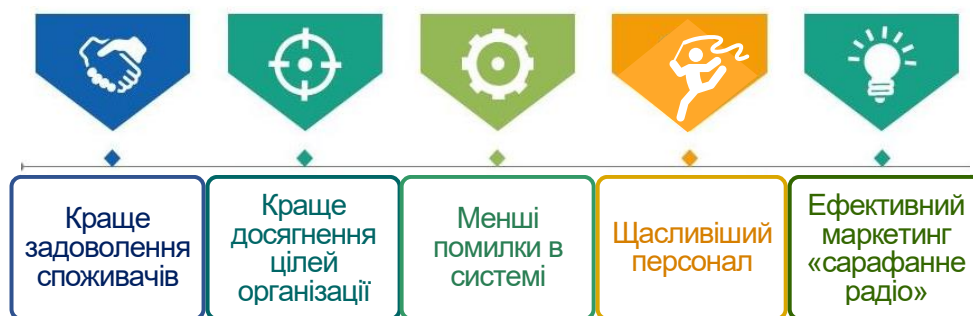 Краще
задоволення
споживачів
Краще
досягнення
цілей
організації
Менші
помилки в
системі
Щасливіший
персонал
Ефективний
маркетинг
«сарафанне
радіо»